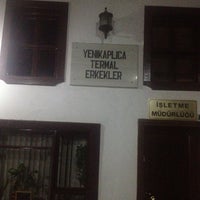 YENİKAPLICA
TERMAL
ERKEKLER
İŞLETME
MÜDÜRLÜĞÜ